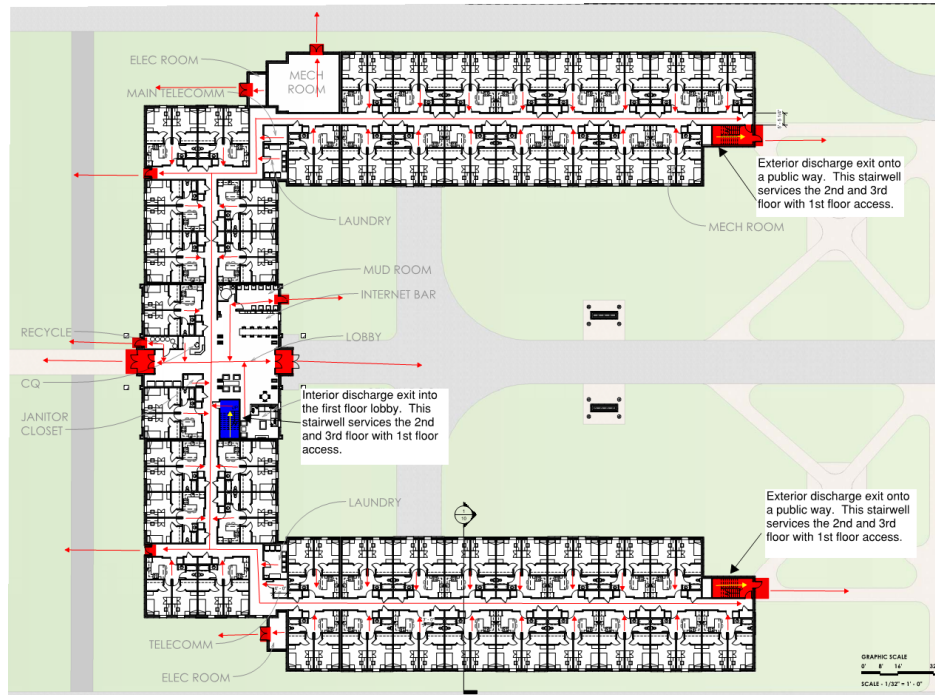 ELEC ROOM
MECH
ROOM
MAIN TELECOMM
Exterior discharge exit onto
a public way.  This stairwell
services the 2nd and 3rd
floor with 1st floor access.
LAUNDRY
MECH ROOM
MUD ROOM
INTERNET BAR
RECYCLE
LOBBY
CQ
Interior discharge exit into
the first floor lobby.  This
stairwell services the 2nd
and 3rd floor with 1st floor
access.
JANITOR
CLOSET
LAUNDRY
Exterior discharge exit onto
a public way.  This stairwell
services the 2nd and 3rd
floor with 1st floor access.
TELECOMM
ELEC ROOM
GRAPHIC SCALE
0' 8' 16' 32
SCALE - 1/32" = 1' - 0"